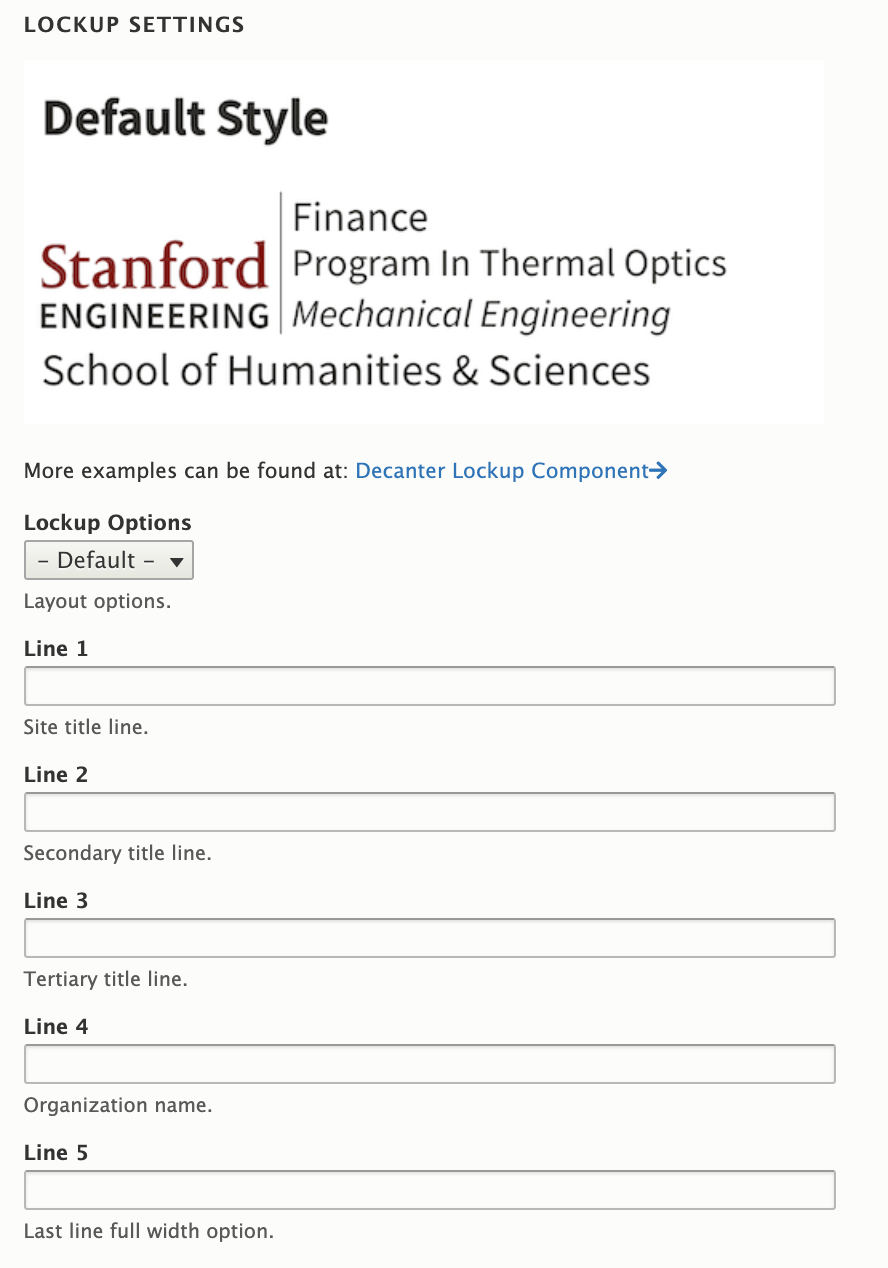 LOCKUP SETTINGS
Default Style
Stanford
ENGINEERING
Finance
Program In Thermal Optics
Mechanical Engineering
School of Humanities & Sciences
More examples can be found at: Decanter Lockup Component→
Lockup Options
– Default –
Layout options.
Line 1
Site title line.
Line 2
Secondary title line.
Line 3
Tertiary title line.
Line 4
Organization name.
Line 5
Last line full width option.